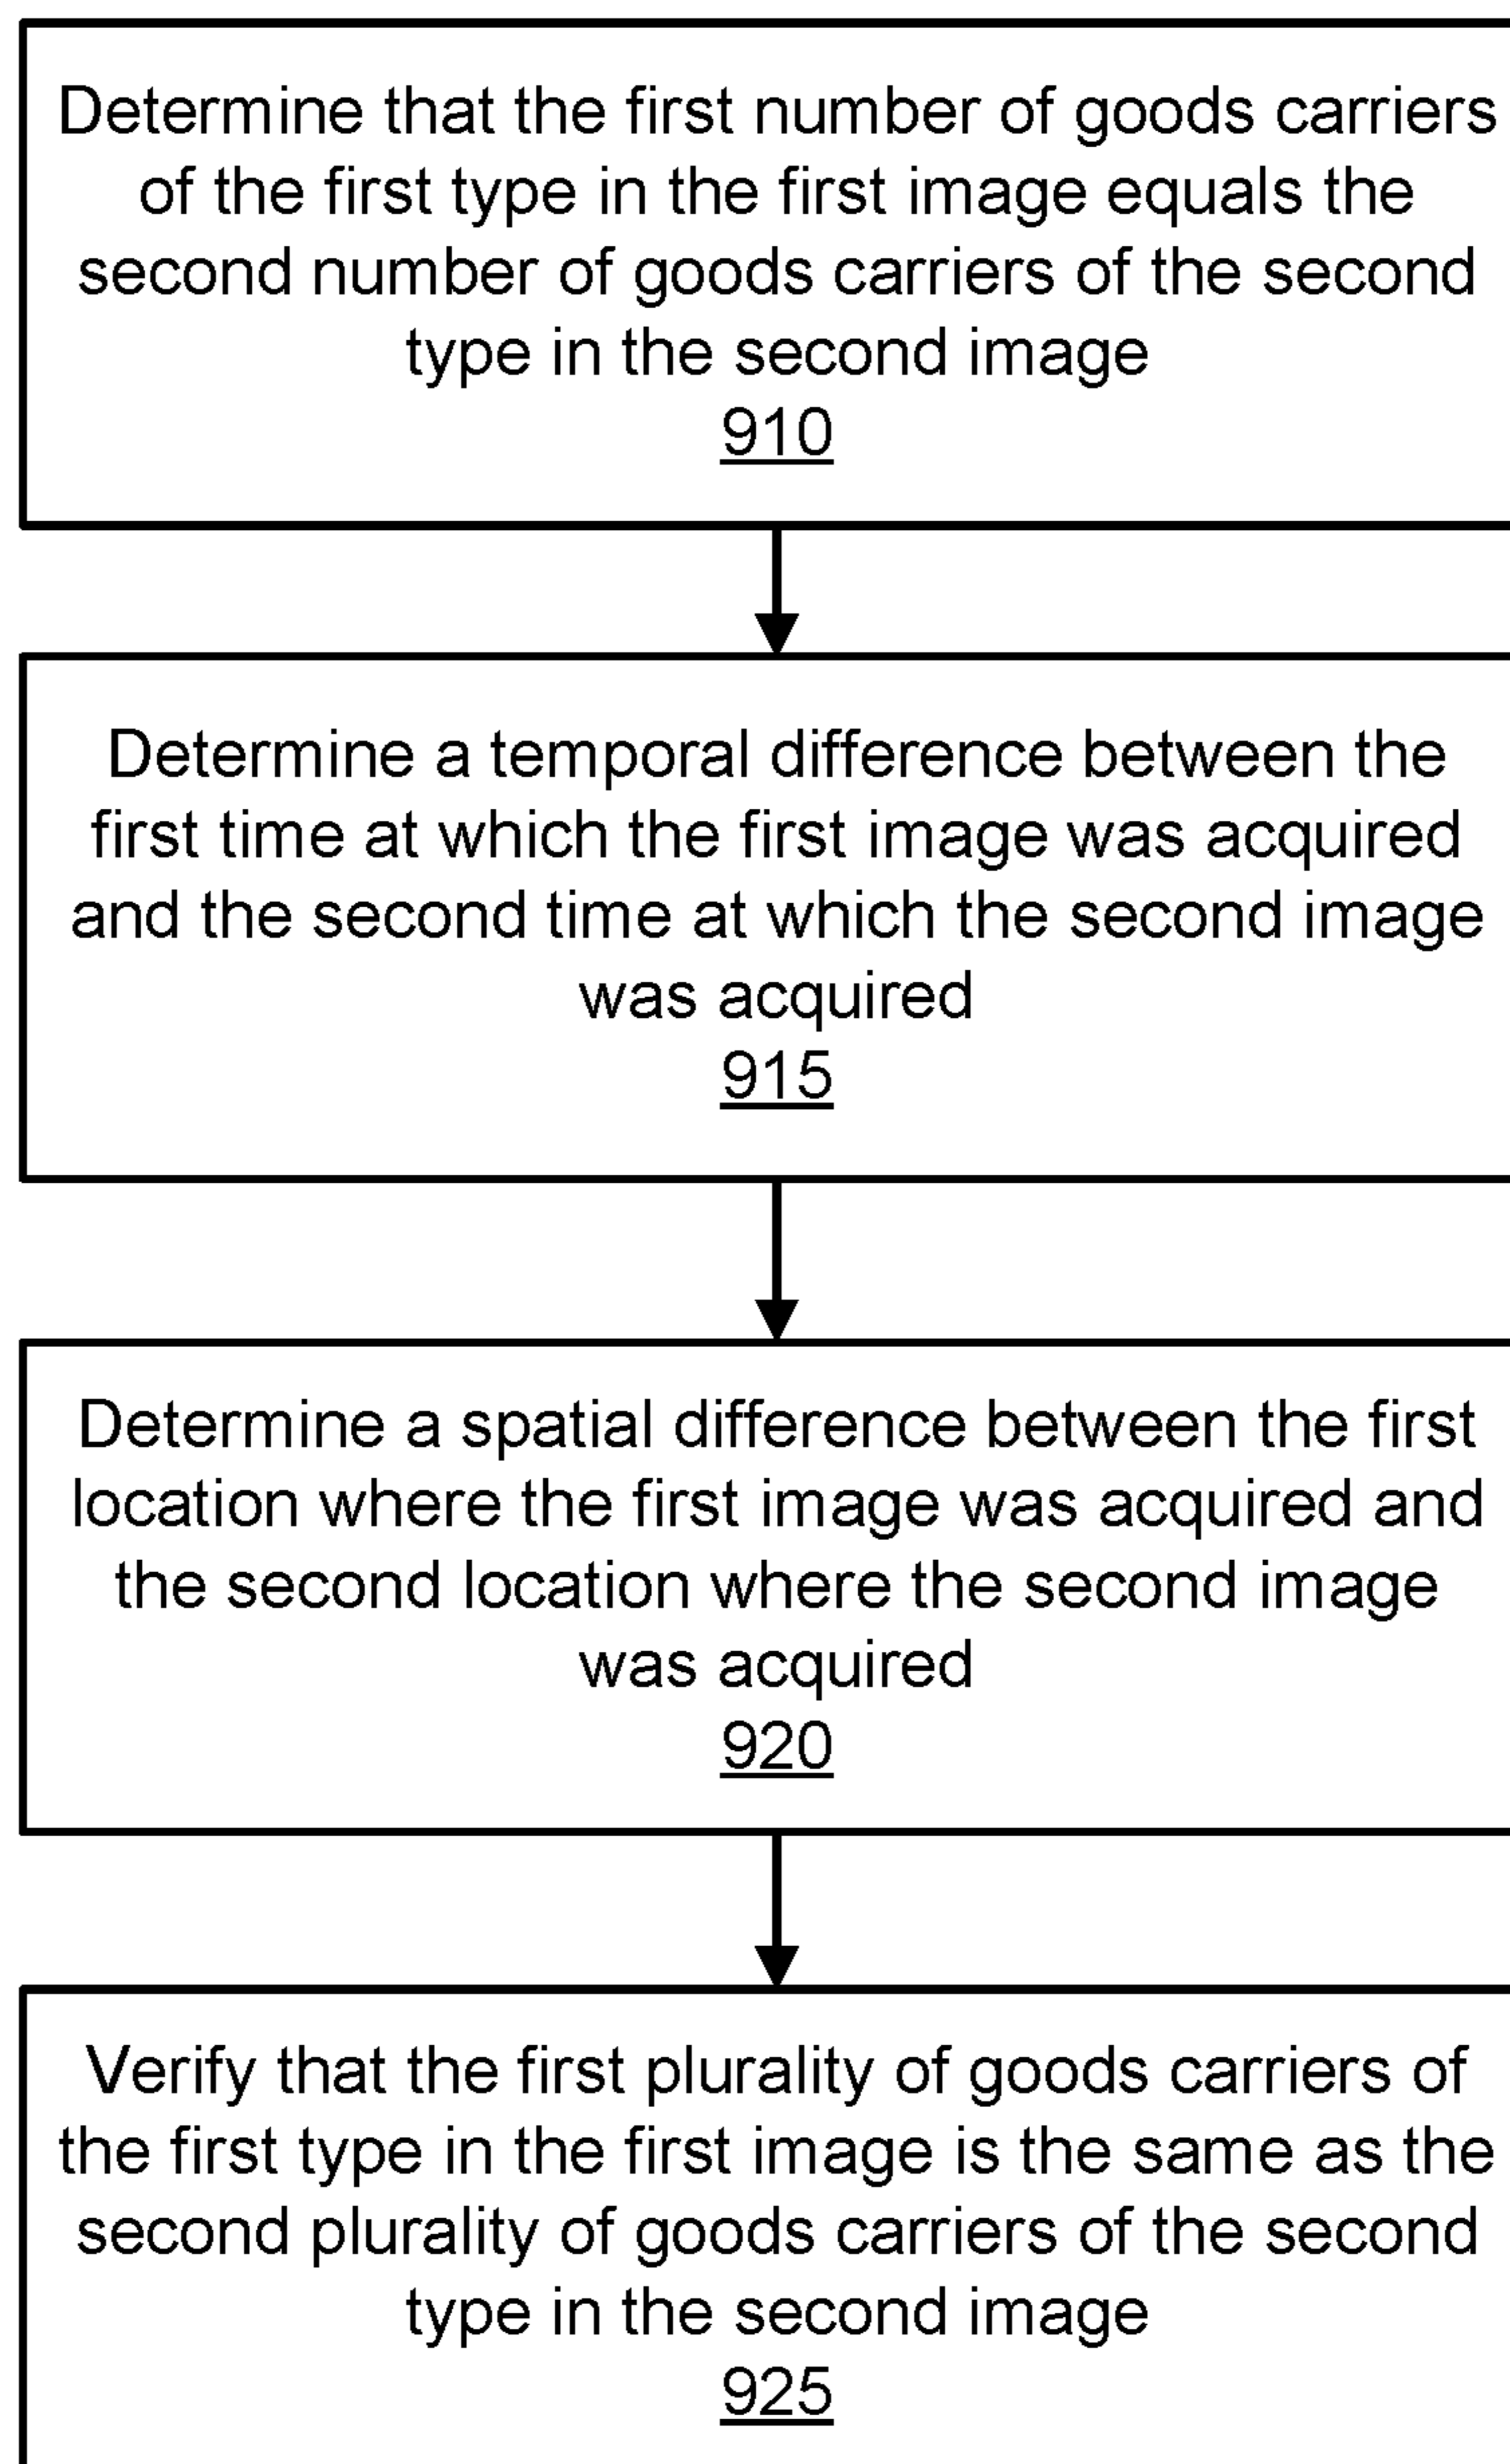 Determine that the first number of goods carriers
of the first type in the first image equals the
second number of goods carriers of the second
type in the second image
910
Determine a temporal difference between the
first time at which the first image was acquired
and the second time at which the second image
was acquired
915
Determine a spatial difference between the first
location where the first image was acquired and
the second location where the second image
was acquired
920
Verify that the first plurality of goods carriers of
the first type in the first image is the same as the
second plurality of goods carriers of the second
type in the second image
925